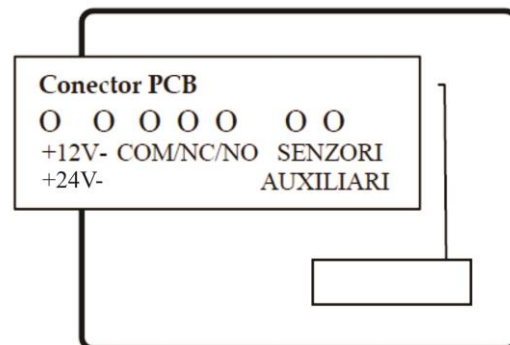 Conector PCB
O O O O O O O
+12V- COM/NC/NO SENZORI
+24V- AUXILIARI